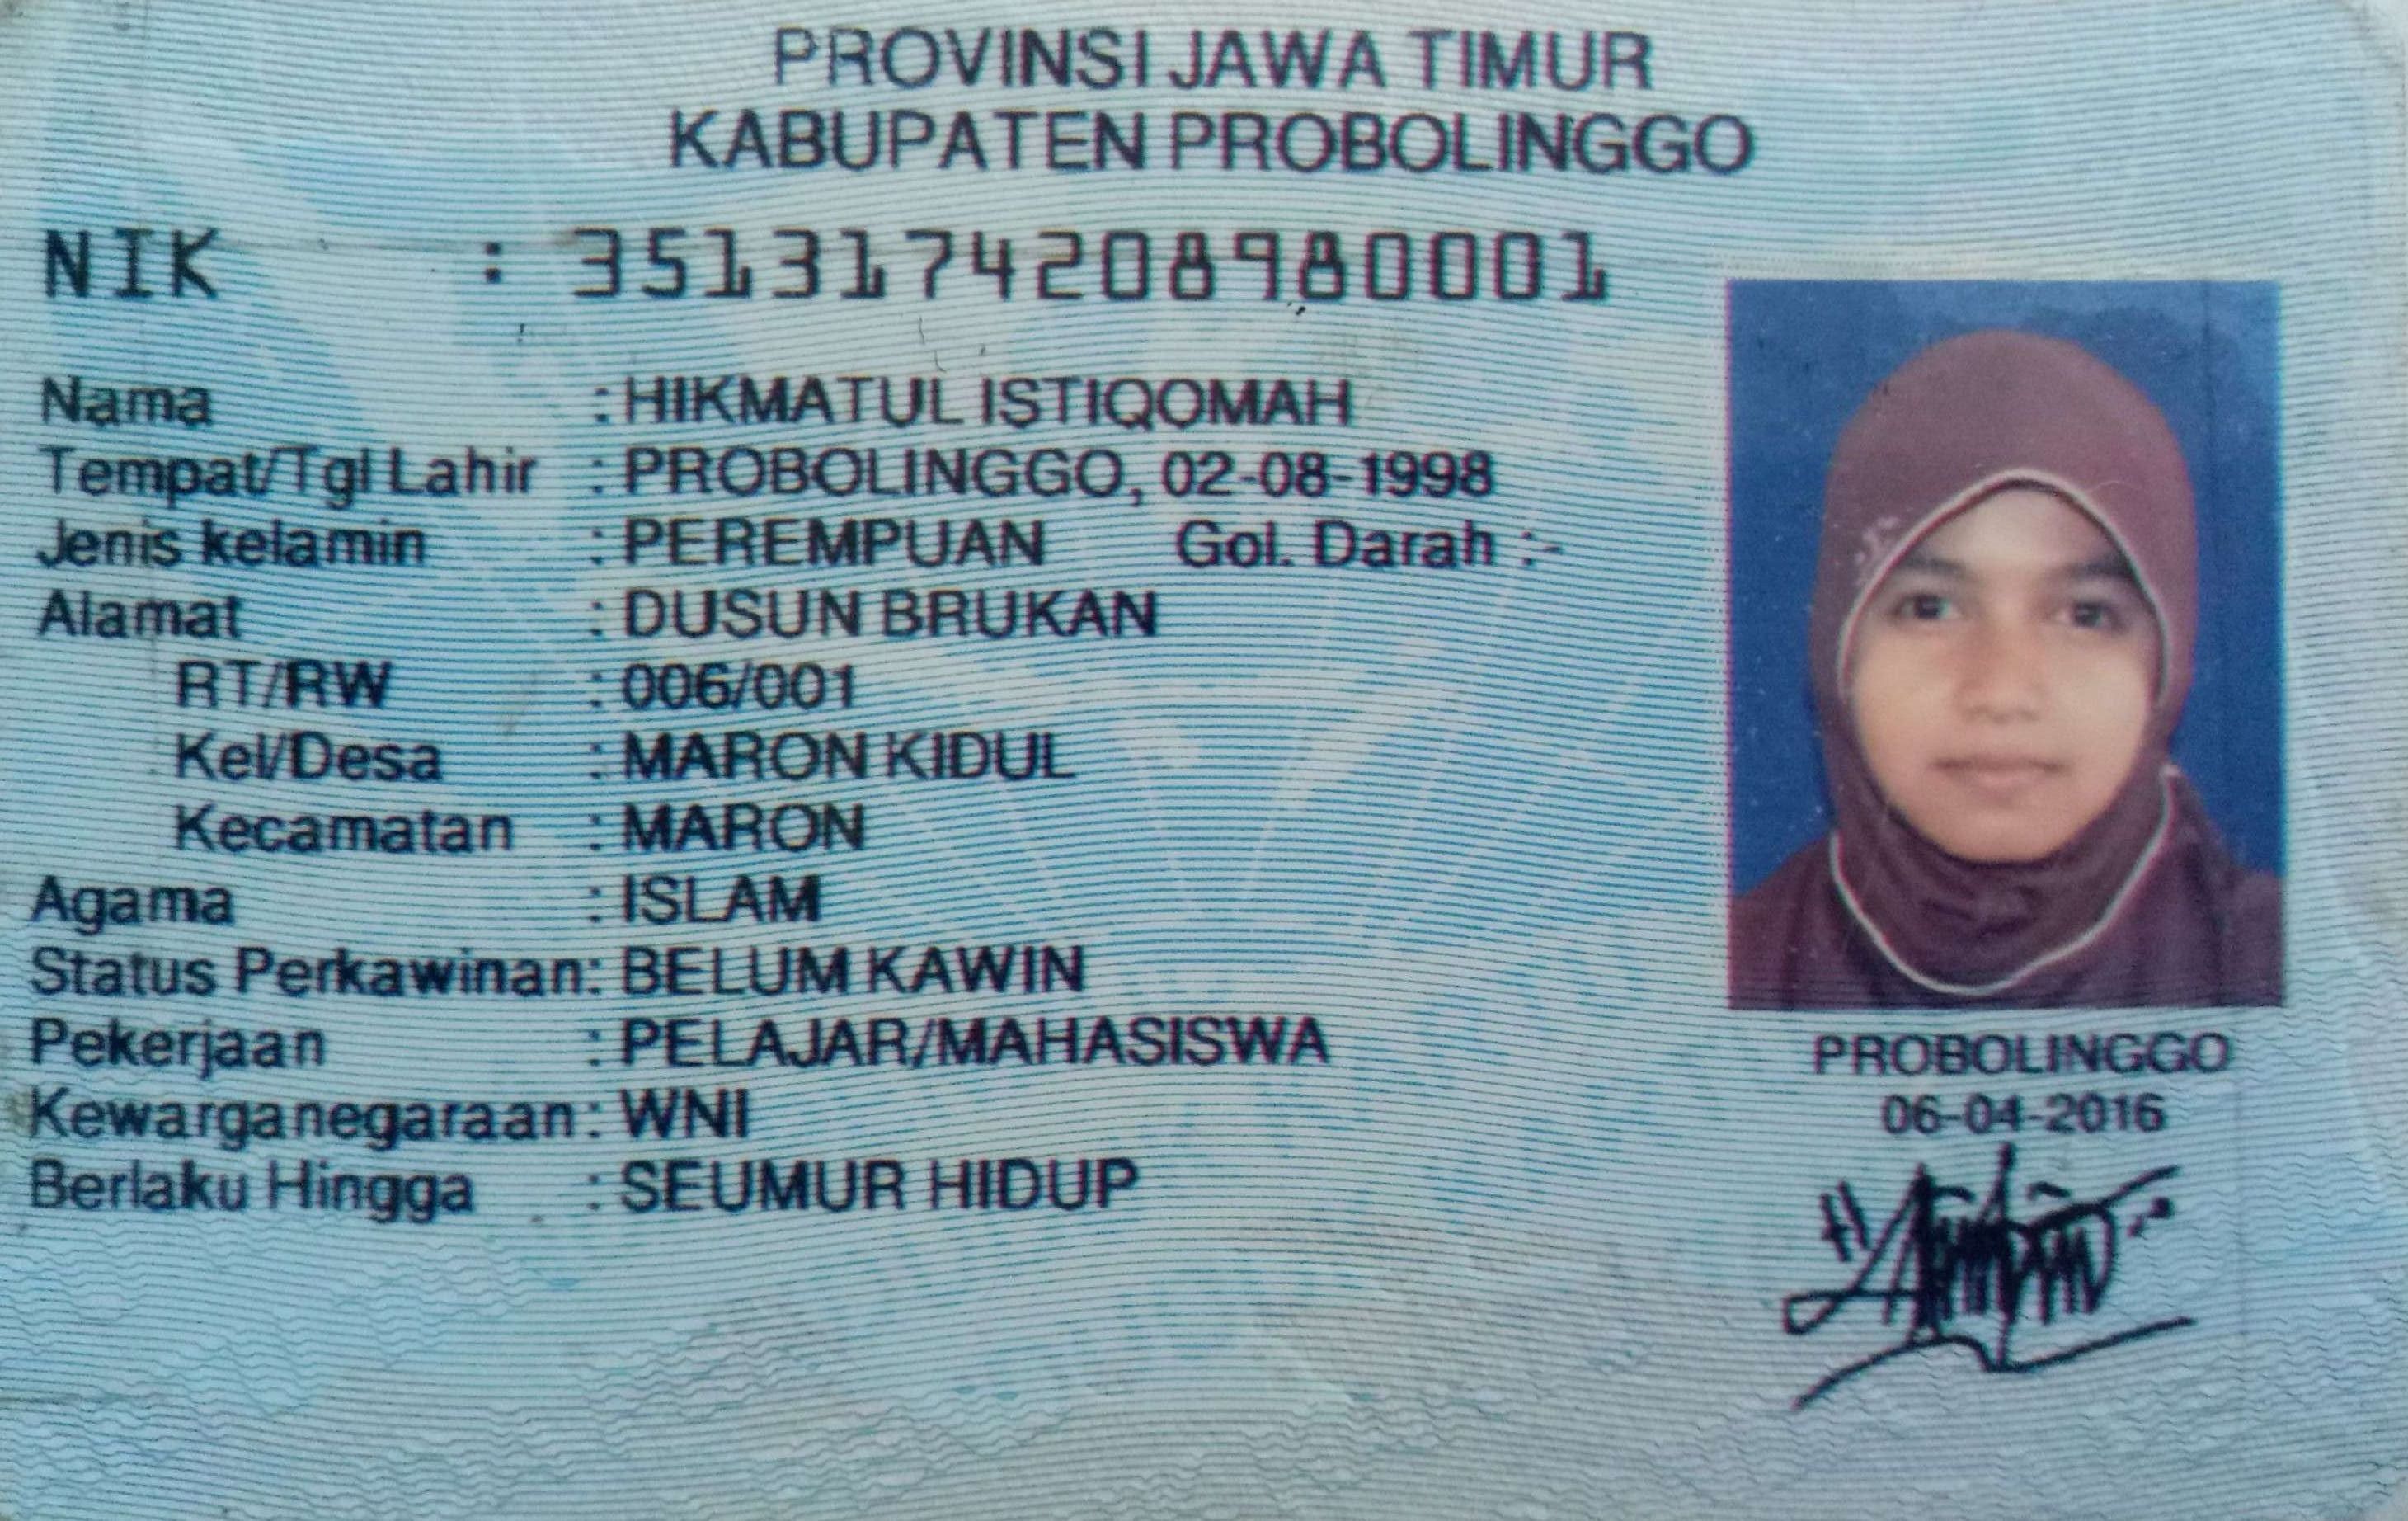 PROVINSI JAWA TIMUR
KABUPATEN PROBOLINGGO
NIK : 3513174208980001
Nama : HIKMATUL ISTIQOMAH
Tempat/Tgl Lahir : PROBOLINGGO, 02-08-1998
Jenis kelamin : PEREMPUAN Gol. Darah :-
Alamat : DUSUN BRUKAN
RT/RW : 006/001
Kel/Desa : MARON KIDUL
Kecamatan : MARON
Agama : ISLAM
Status Perkawinan: BELUM KAWIN
Pekerjaan : PELAJAR/MAHASISWA
Kewarganegaraan: WNI
Berlaku Hingga : SEUMUR HIDUP
PROBOLINGGO
06-04-2016